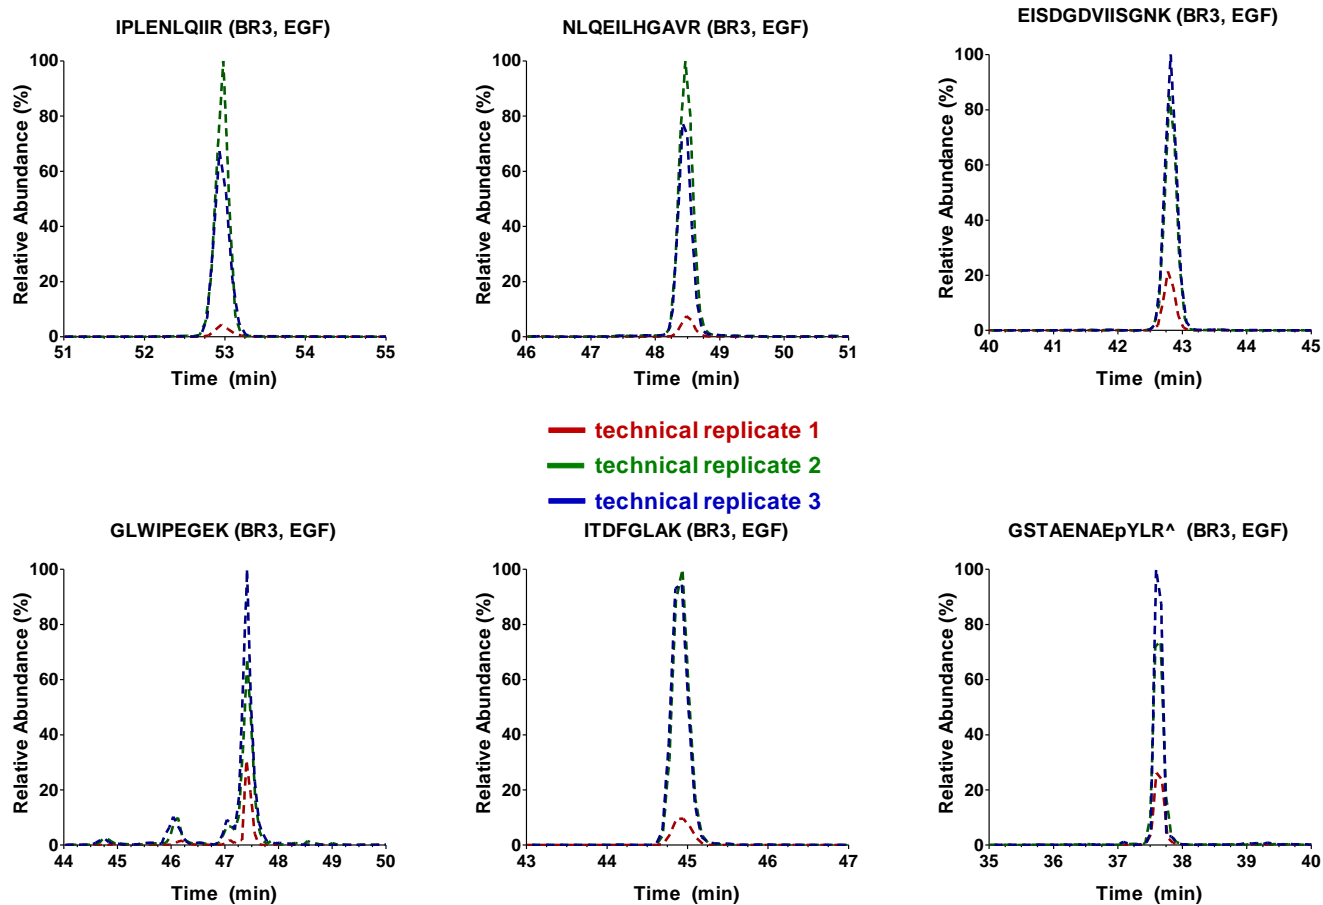 IPLENLQIIR (BR3, EGF)
100
80
60
40
20
0
Relative Abundance (%)
51 52 53 54 55
Time (min)
NLQEILHGAVR (BR3, EGF)
100
80
60
40
20
0
Relative Abundance (%)
46 47 48 49 50 51
Time (min)
EISDGDVIISGNK (BR3, EGF)
100
80
60
40
20
0
Relative Abundance (%)
40 41 42 43 44 45
Time (min)
technical replicate 1
technical replicate 2
technical replicate 3
GLWIPEGEK (BR3, EGF)
100
80
60
40
20
0
Relative Abundance (%)
44 45 46 47 48 49 50
Time (min)
ITDFGLAK (BR3, EGF)
100
80
60
40
20
0
Relative Abundance (%)
43 44 45 46 47
Time (min)
GSTAENAEpYLR^ (BR3, EGF)
100
80
60
40
20
0
Relative Abundance (%)
35 36 37 38 39 40
Time (min)